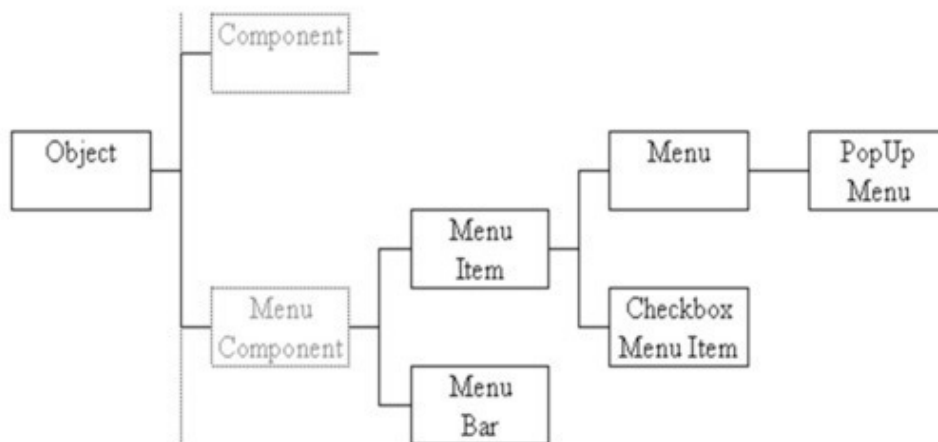 Component
Object
Menu
PopUp
Menu
Menu
Item
Menu
Component
Checkbox
Menu Item
Menu
Bar